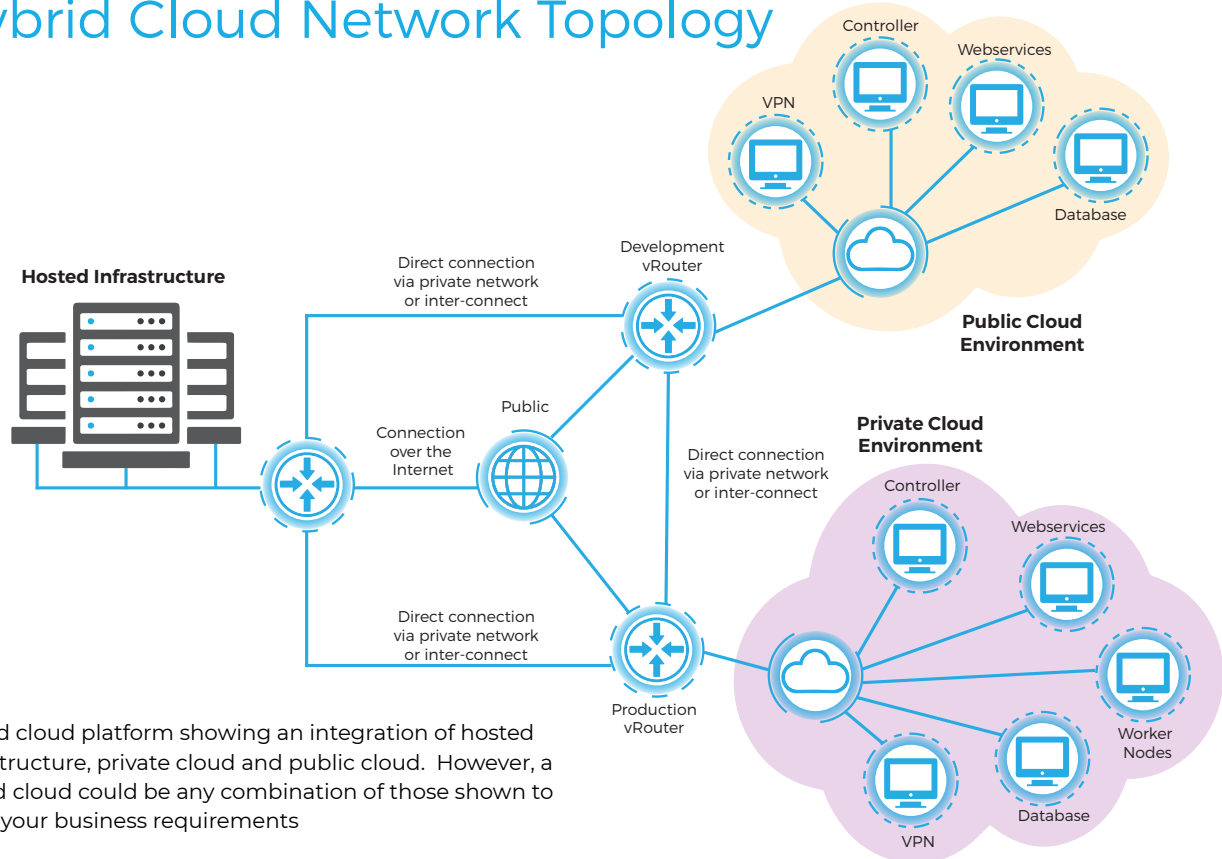 ybrid Cloud Network Topology
Controller
Webservices
VPN
Database
Development
vRouter
Direct connection
via private network
or inter-connect
Hosted Infrastructure
Public Cloud
Environment
Public
Connection
over the
Internet
Private Cloud
Environment
Direct connection
via private network
or inter-connect
Controller
Webservices
Direct connection
via private network
or inter-connect
Production
vRouter
Worker
Nodes
Database
VPN
d cloud platform showing an integration of hosted
structure, private cloud and public cloud. However, a
d cloud could be any combination of those shown to
your business requirements